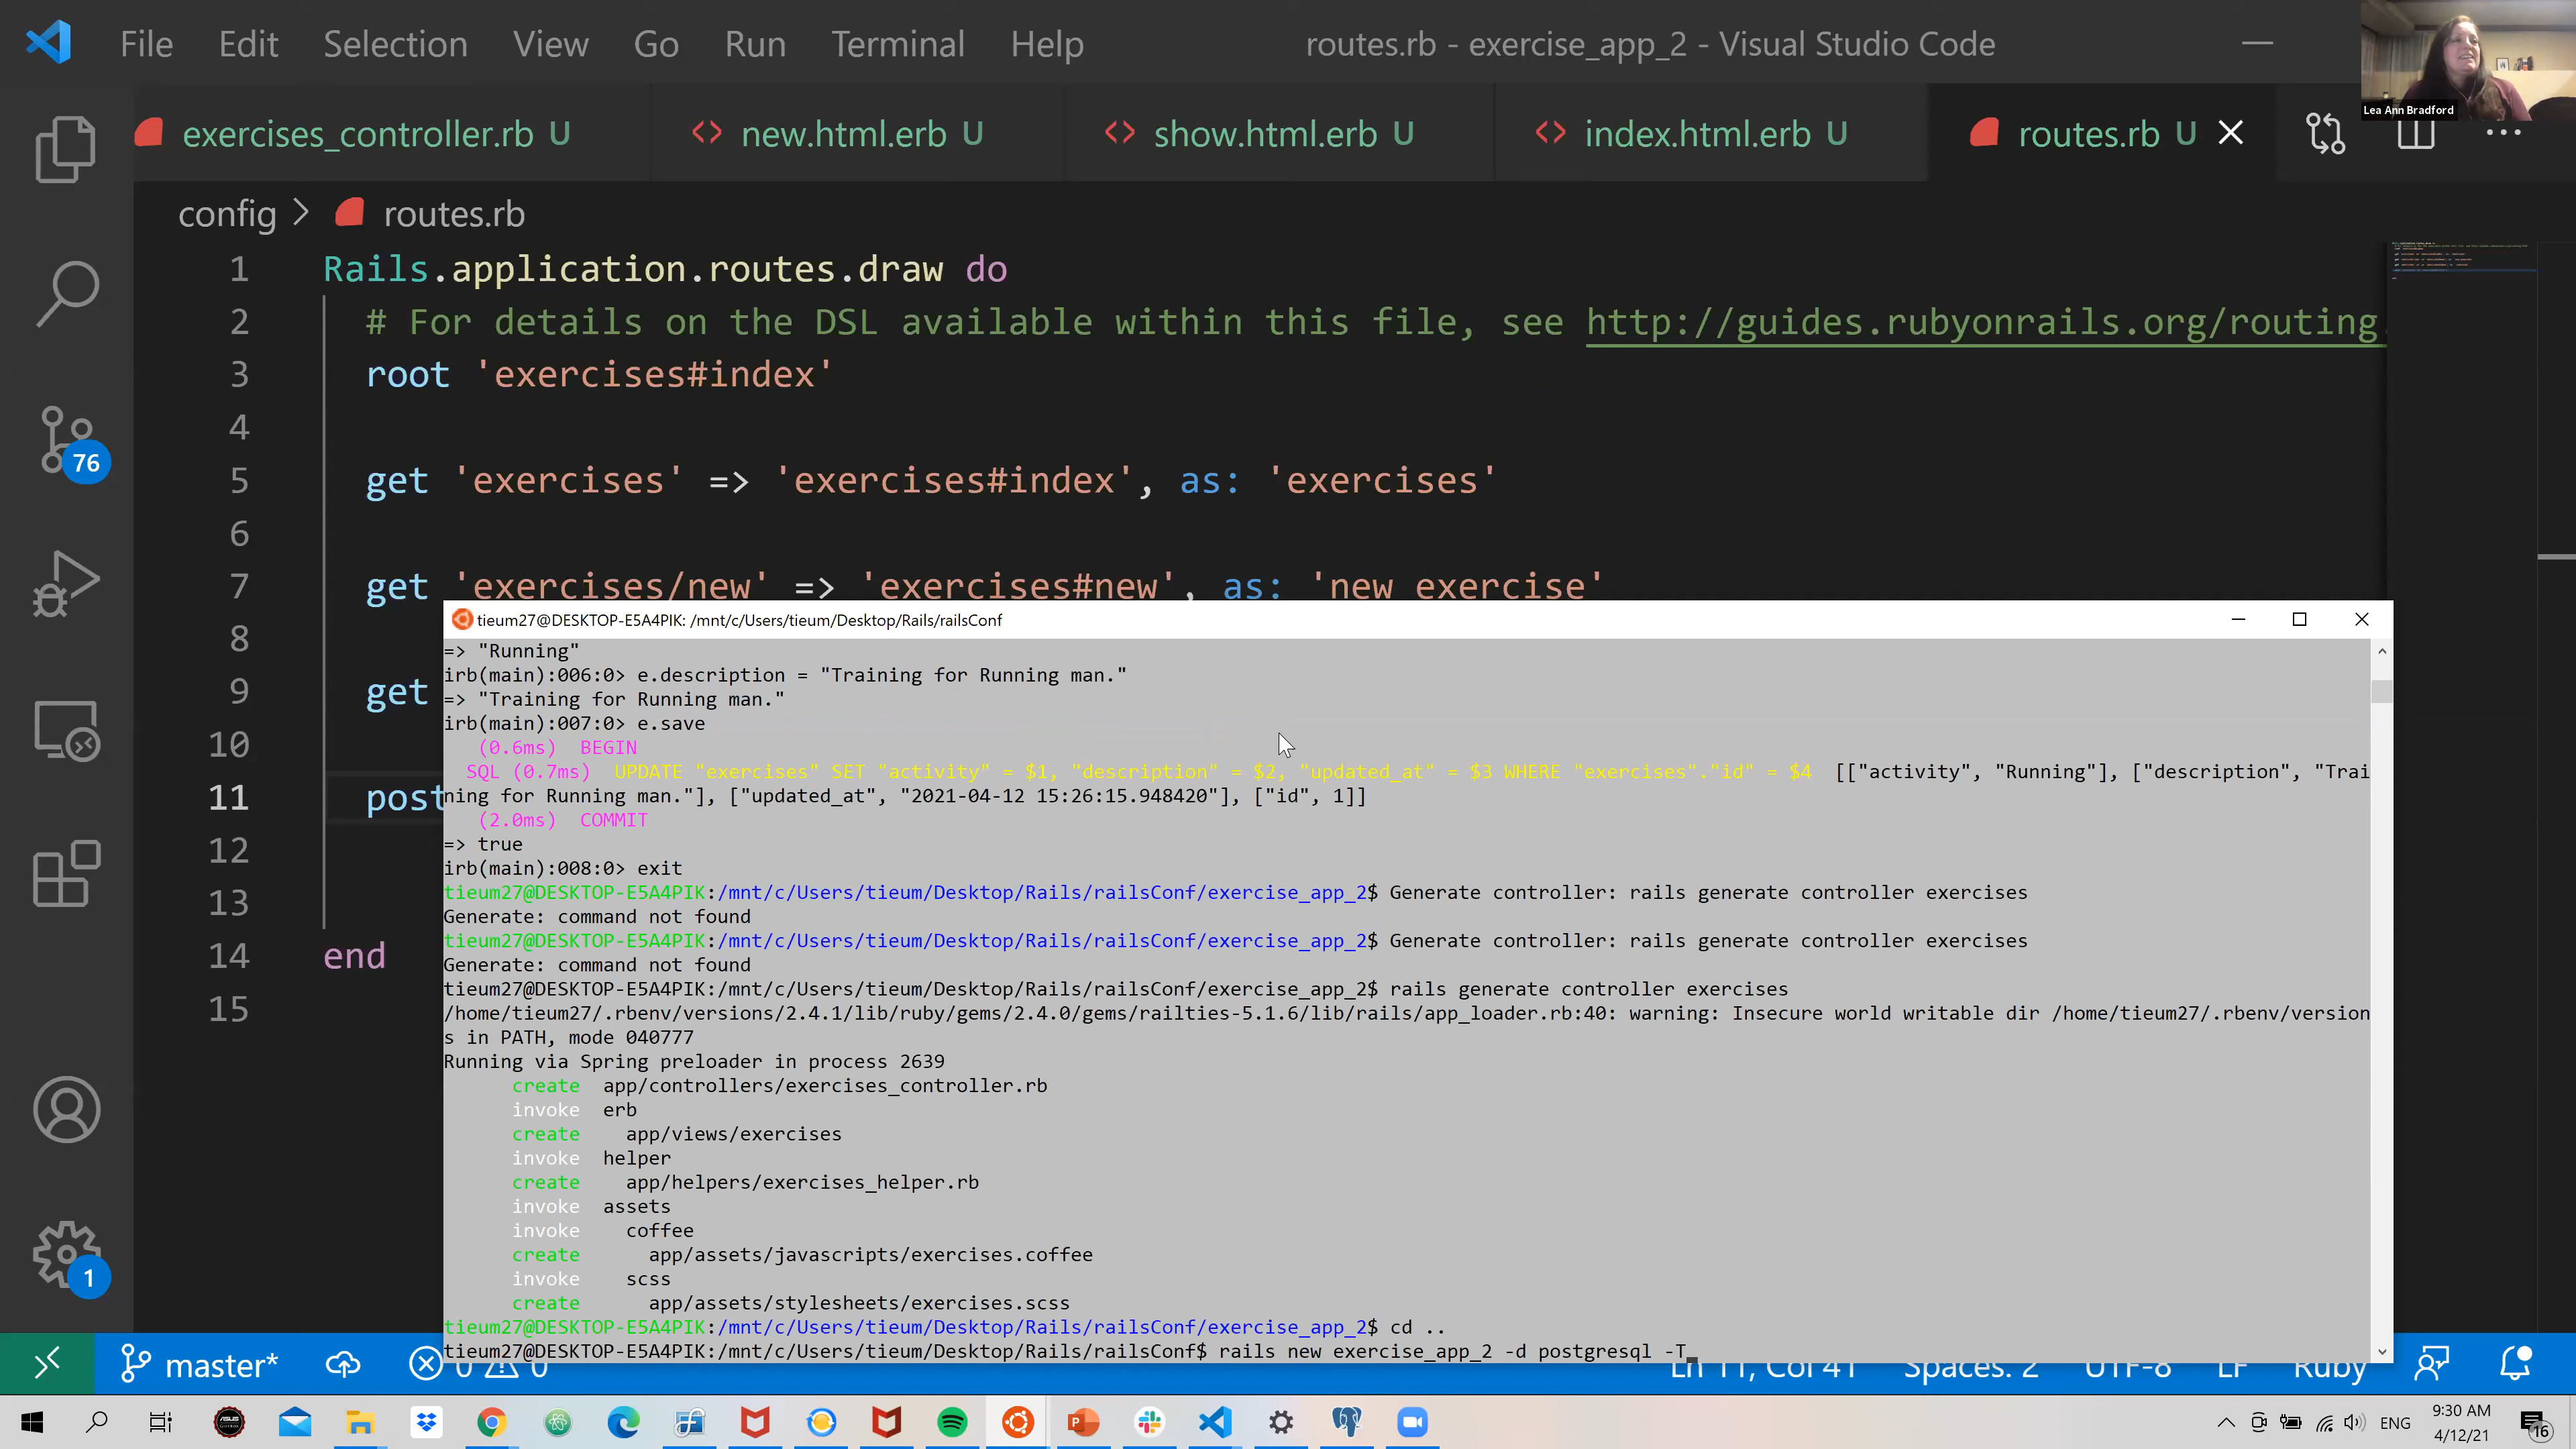 File Edit Selection View Go Run Terminal Help routes.rb - exercise_app_2 - Visual Studio Code
Lea Ann Bradford
exercises_controller.rb U new.html.erb U show.html.erb U index.html.erb U routes.rb U
config > routes.rb
1 Rails.application.routes.draw do
2 # For details on the DSL available within this file, see http://guides.rubyonrails.org/routing.
3 root 'exercises#index'
4
5 get 'exercises' => 'exercises#index', as: 'exercises'
6
7 get 'exercises/new' => 'exercises#new', as: 'new exercise'
8
9 get
10
11 post
12
13
14 end
15
76
1
tieum27@DESKTOP-E5A4PIK: /mnt/c/Users/tieum/Desktop/Rails/railsConf
=> "Running"
irb(main):006:0> e.description = "Training for Running man."
=> "Training for Running man."
irb(main):007:0> e.save
(0.6ms) BEGIN
SQL (0.7ms) UPDATE "exercises" SET "activity" = $1, "description" = $2, "updated_at" = $3 WHERE "exercises"."id" = $4 [["activity", "Running"], ["description", "Trai
ning for Running man."], ["updated_at", "2021-04-12 15:26:15.948420"], ["id", 1]]
(2.0ms) COMMIT
=> true
irb(main):008:0> exit
tieum27@DESKTOP-E5A4PIK:/mnt/c/Users/tieum/Desktop/Rails/railsConf/exercise_app_2$ Generate controller: rails generate controller exercises
Generate: command not found
tieum27@DESKTOP-E5A4PIK:/mnt/c/Users/tieum/Desktop/Rails/railsConf/exercise_app_2$ Generate controller: rails generate controller exercises
Generate: command not found
tieum27@DESKTOP-E5A4PIK:/mnt/c/Users/tieum/Desktop/Rails/railsConf/exercise_app_2$ rails generate controller exercises
/home/tieum27/.rbenv/versions/2.4.1/lib/ruby/gems/2.4.0/gems/railties-5.1.6/lib/rails/app_loader.rb:40: warning: Insecure world writable dir /home/tieum27/.rbenv/version
s in PATH, mode 040777
Running via Spring preloader in process 2639
create app/controllers/exercises_controller.rb
invoke erb
create app/views/exercises
invoke helper
create app/helpers/exercises_helper.rb
invoke assets
invoke coffee
create app/assets/javascripts/exercises.coffee
invoke scss
create app/assets/stylesheets/exercises.scss
tieum27@DESKTOP-E5A4PIK:/mnt/c/Users/tieum/Desktop/Rails/railsConf/exercise_app_2$ cd ..
tieum27@DESKTOP-E5A4PIK:/mnt/c/Users/tieum/Desktop/Rails/railsConf$ rails new exercise_app_2 -d postgresql -T
master* 0 0 Ln 11, Col 41 Spaces: 2 UTF-8 LF Ruby
ENG 9:30 AM
4/12/21 16